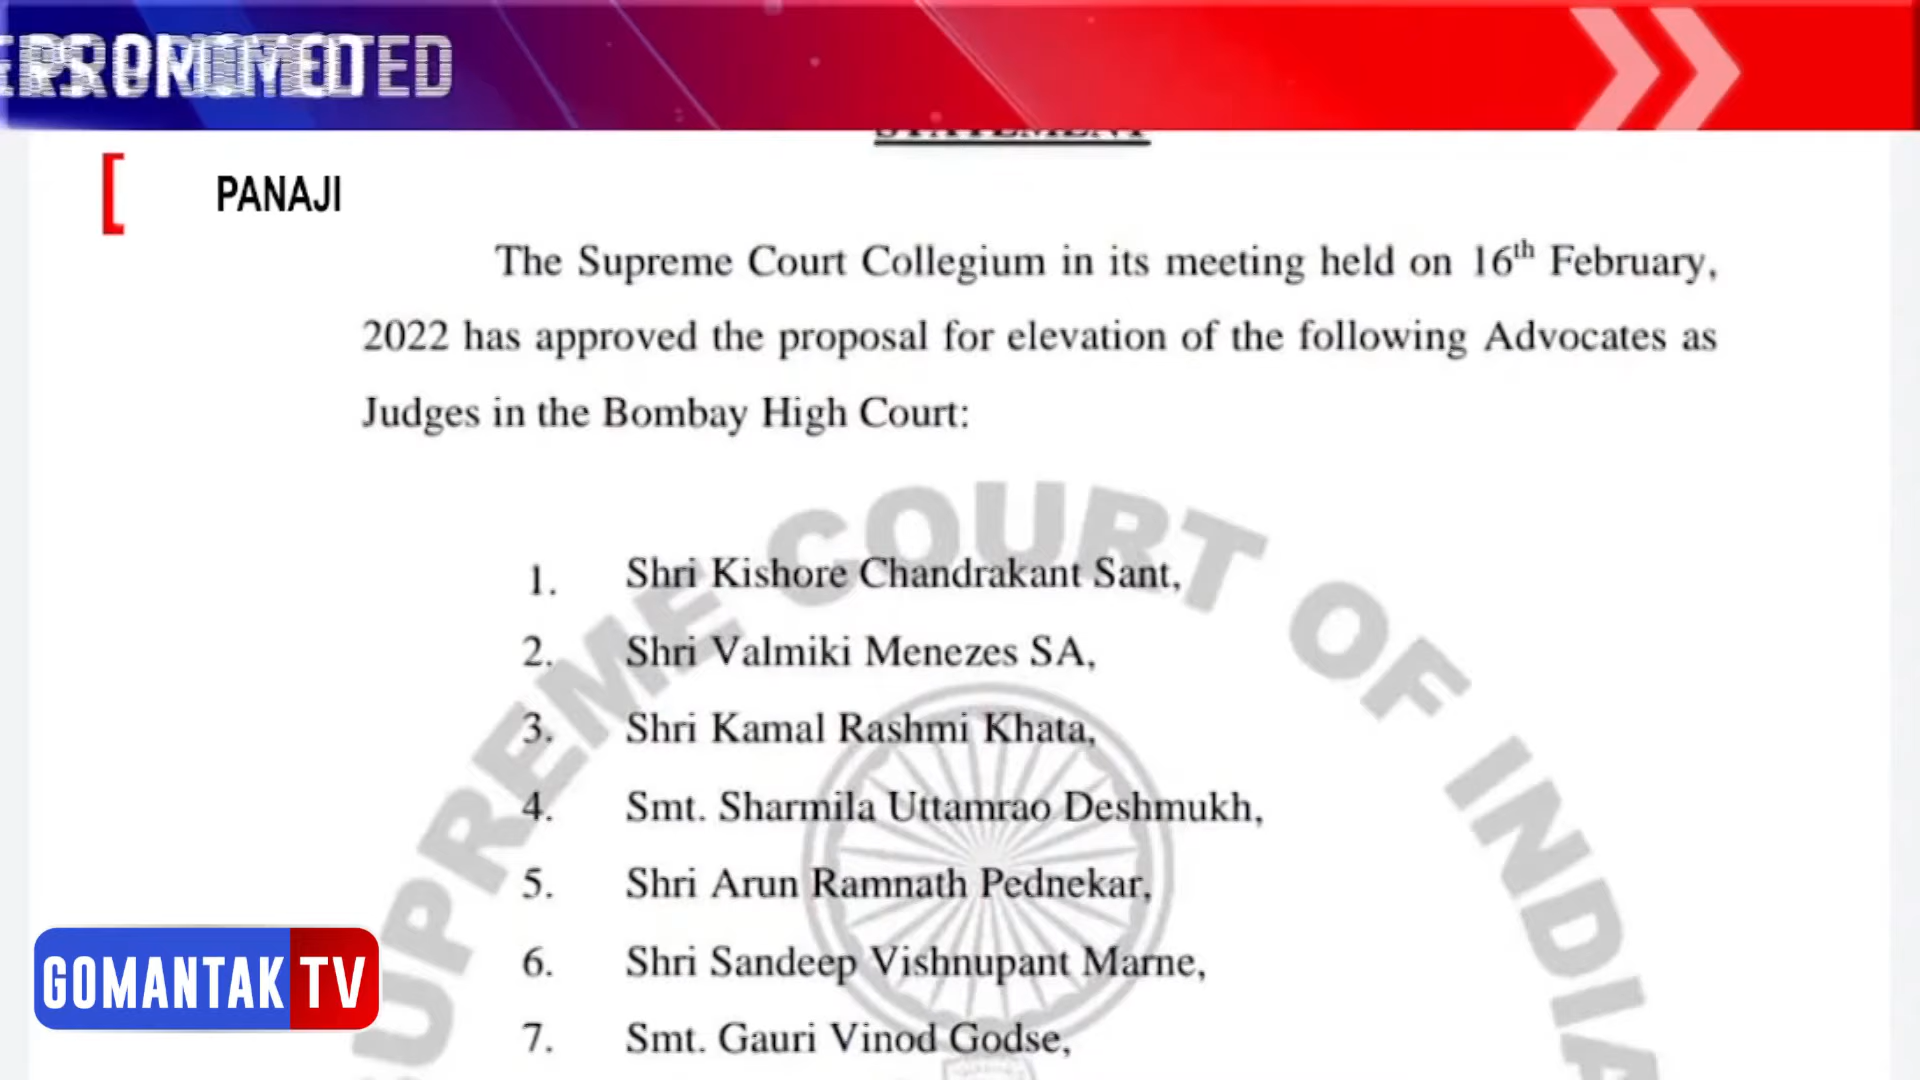 STATEMENT
PANAJI
The Supreme Court Collegium in its meeting held on 16th February,
2022 has approved the proposal for elevation of the following Advocates as
Judges in the Bombay High Court:
SUPREME COURT OF INDIA
1. Shri Kishore Chandrakant Sant,
2. Shri Valmiki Menezes SA,
3. Shri Kamal Rashmi Khata,
4. Smt. Sharmila Uttamrao Deshmukh,
5. Shri Arun Ramnath Pednekar,
6. Shri Sandeep Vishnupant Marne,
7. Smt. Gauri Vinod Godse,
GOMANTAK TV